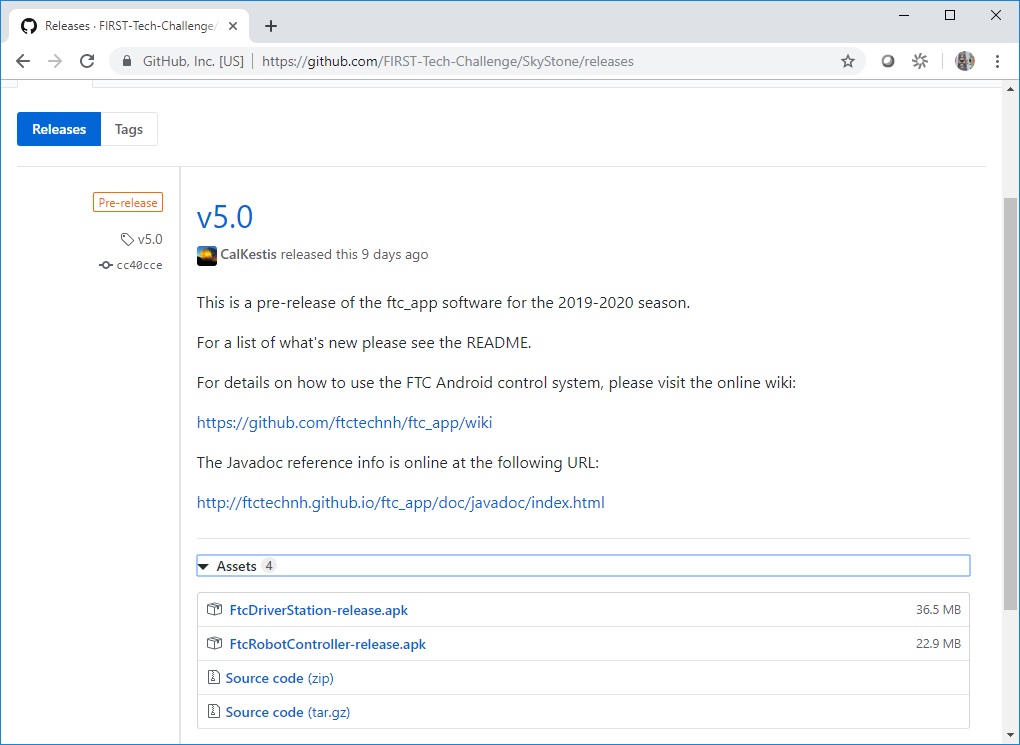 Releases · FIRST-Tech-Challenge/
GitHub, Inc. [US] | https://github.com/FIRST-Tech-Challenge/SkyStone/releases
Releases Tags
Pre-release
v5.0
cc40cce
v5.0
CalKestis released this 9 days ago
This is a pre-release of the ftc_app software for the 2019-2020 season.
For a list of what's new please see the README.
For details on how to use the FTC Android control system, please visit the online wiki:
https://github.com/ftctechnh/ftc_app/wiki
The Javadoc reference info is online at the following URL:
http://ftctechnh.github.io/ftc_app/doc/javadoc/index.html
Assets 4
FtcDriverStation-release.apk 36.5 MB
FtcRobotController-release.apk 22.9 MB
Source code (zip)
Source code (tar.gz)